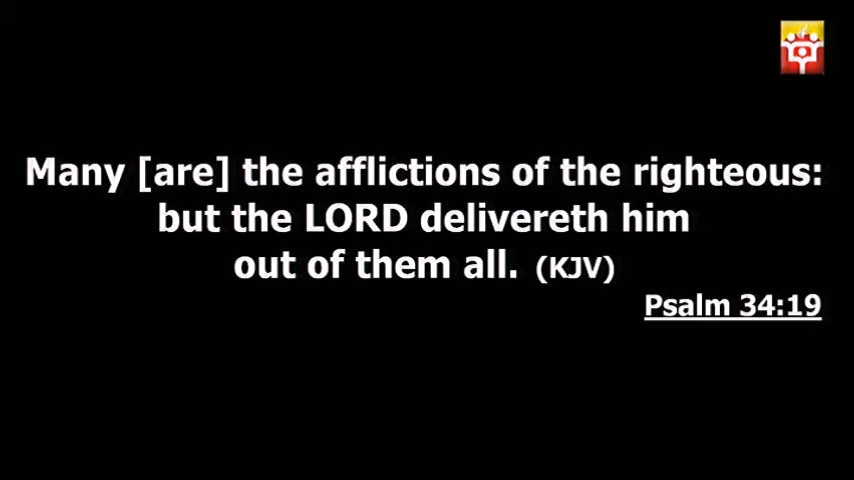 Many [are] the afflictions of the righteous:
but the LORD delivereth him
out of them all. (KJV)
Psalm 34:19